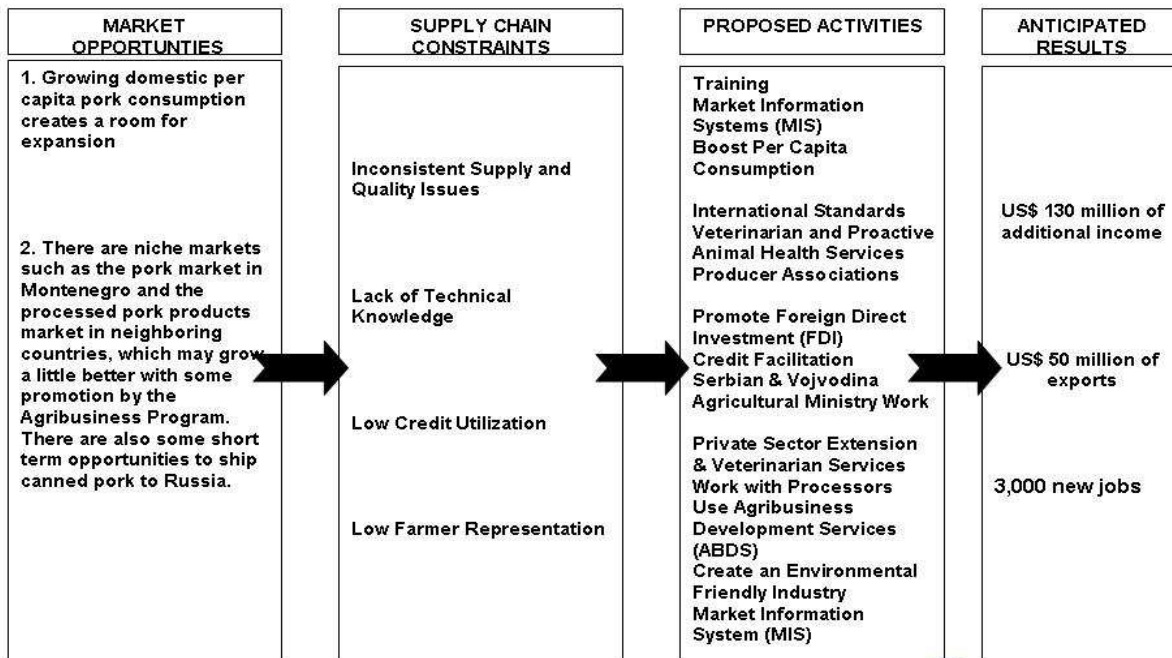 MARKET
OPPORTUNTIES
1. Growing domestic per
capita pork consumption
creates a room for
expansion
2. There are niche markets
such as the pork market in
Montenegro and the
processed pork products
market in neighboring
countries, which may grow
a little better with some
promotion by the
Agribusiness Program.
There are also some short
term opportunities to ship
canned pork to Russia.
SUPPLY CHAIN
CONSTRAINTS
Inconsistent Supply and
Quality Issues
Lack of Technical
Knowledge
Low Credit Utilization
Low Farmer Representation
PROPOSED ACTIVITIES
Training
Market Information
Systems (MIS)
Boost Per Capita
Consumption
International Standards
Veterinarian and Proactive
Animal Health Services
Producer Associations
Promote Foreign Direct
Investment (FDI)
Credit Facilitation
Serbian & Vojvodina
Agricultural Ministry Work
Private Sector Extension
& Veterinarian Services
Work with Processors
Use Agribusiness
Development Services
(ABDS)
Create an Environmental
Friendly Industry
Market Information
System (MIS)
ANTICIPATED
RESULTS
US$ 130 million of
additional income
US$ 50 million of
exports
3,000 new jobs